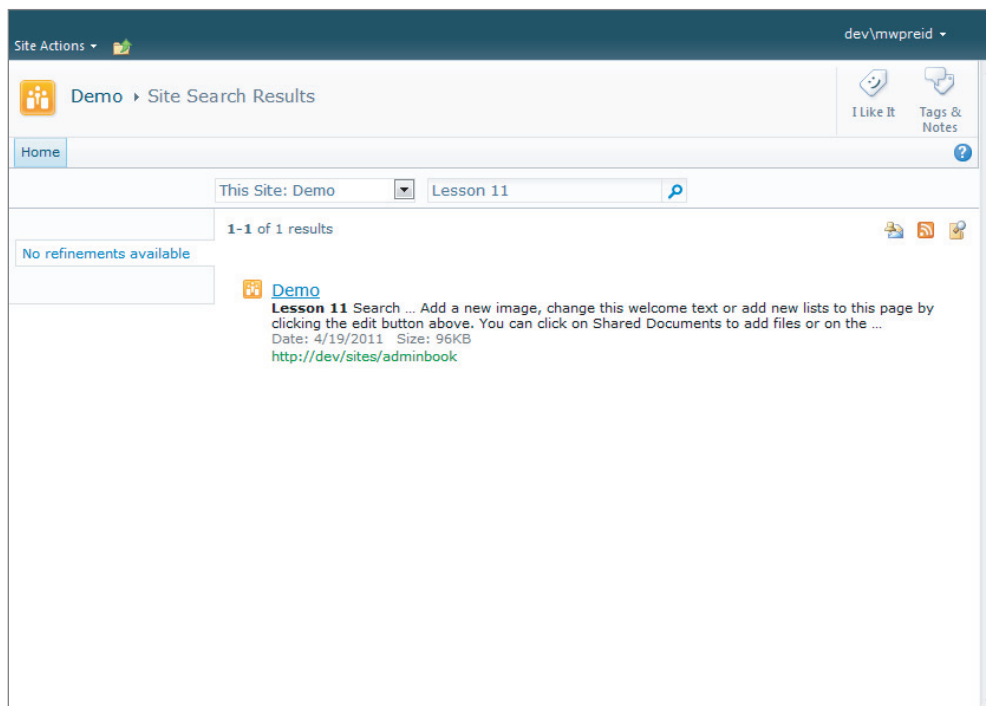 dev\mwpreid
Site Actions
Demo Site Search Results
I Like It
Tags &
Notes
Home
This Site: Demo
Lesson 11
1-1 of 1 results
No refinements available
Demo
Lesson 11 Search ... Add a new image, change this welcome text or add new lists to this page by
clicking the edit button above. You can click on Shared Documents to add files or on the ...
Date: 4/19/2011 Size: 96KB
http://dev/sites/adminbook